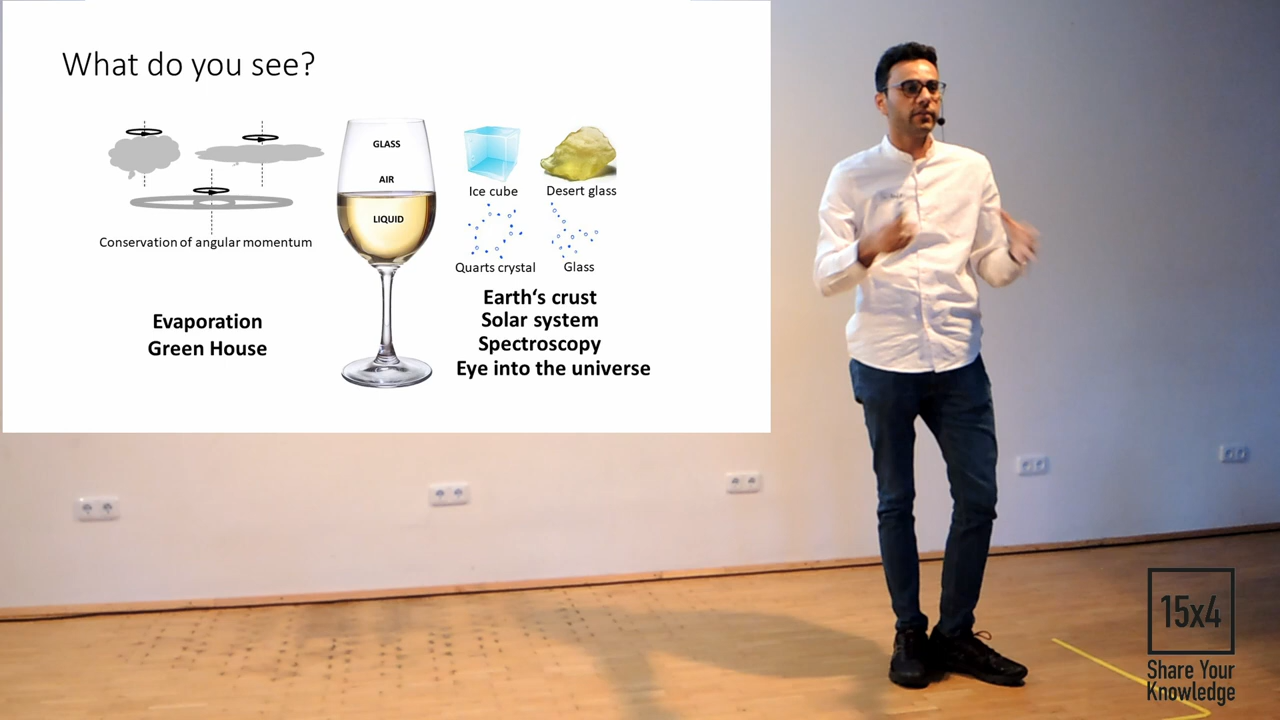 What do you see?
Conservation of angular momentum
Evaporation
Green House
GLASS
AIR
LIQUID
Ice cube
Desert glass
Quarts crystal
Glass
Earth‘s crust
Solar system
Spectroscopy
Eye into the universe
15x4
Share Your
Knowledge